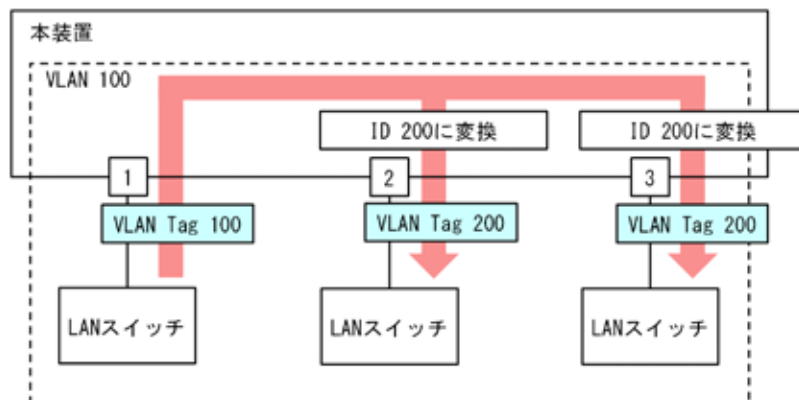 本装置
VLAN 100
ID 200に変換
ID 200に変換
1
2
3
VLAN Tag 100
VLAN Tag 200
VLAN Tag 200
LANスイッチ
LANスイッチ
LANスイッチ